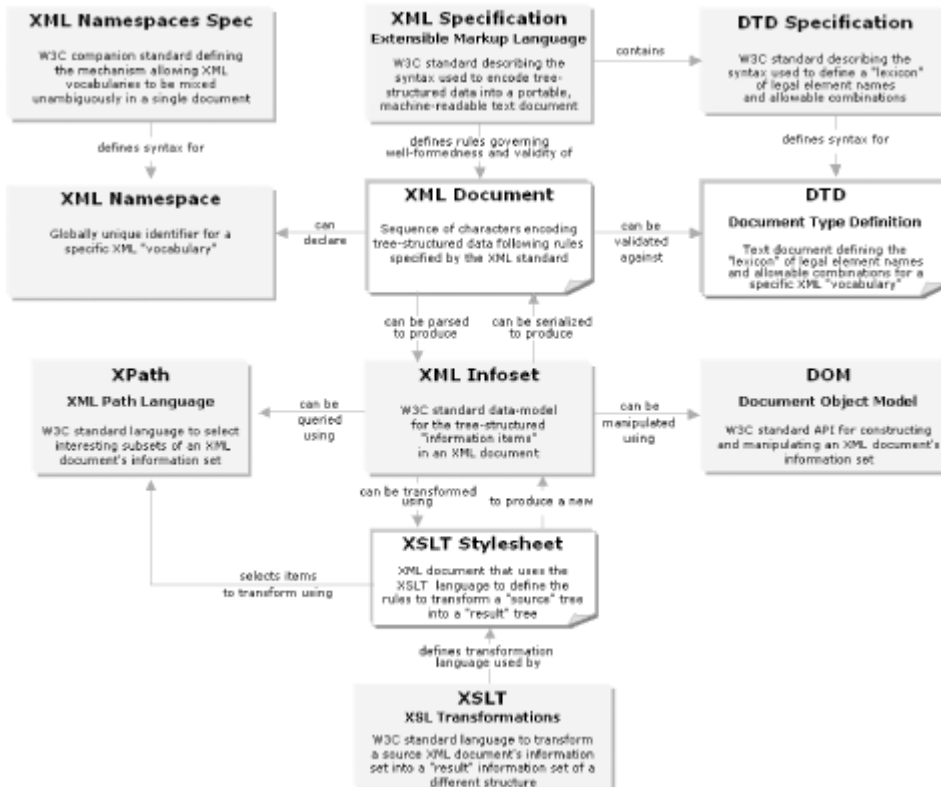 XML Namespaces Spec
W3C companion standard defining
the mechanism allowing XML
vocabularies to be mixed
unambiguously in a single document
XML Specification
Extensible Markup Language
W3C standard describing the
syntax used to encode tree-
structured data into a portable,
machine-readable text document
contains
DTD Specification
W3C standard describing the
syntax used to define a "lexicon"
of legal element names
and allowable combinations
defines syntax for
defines rules governing
well-formedness and validity of
defines syntax for
XML Namespace
Globally unique identifier for a
specific XML "vocabulary"
can
declare
XML Document
Sequence of characters encoding
tree-structured data following rules
specified by the XML standard
can be
validated
against
DTD
Document Type Definition
Text document defining the
"lexicon" of legal element names
and allowable combinations for a
specific XML "vocabulary"
can be parsed
to produce
can be serialized
to produce
XPath
XML Path Language
W3C standard language to select
interesting subsets of an XML
document's information set
can be
queried
using
XML Infoset
W3C standard data-model
for the tree-structured
"information items"
in an XML document
can be
manipulated
using
DOM
Document Object Model
W3C standard API for constructing
and manipulating an XML document's
information set
can be transformed
using
to produce a new
selects items
to transform using
XSLT Stylesheet
XML document that uses the
XSLT language to define the
rules to transform a "source" tree
into a "result" tree
defines transformation
language used by
XSLT
XSL Transformations
W3C standard language to transform
a source XML document's information
set into a "result" information set of a
different structure